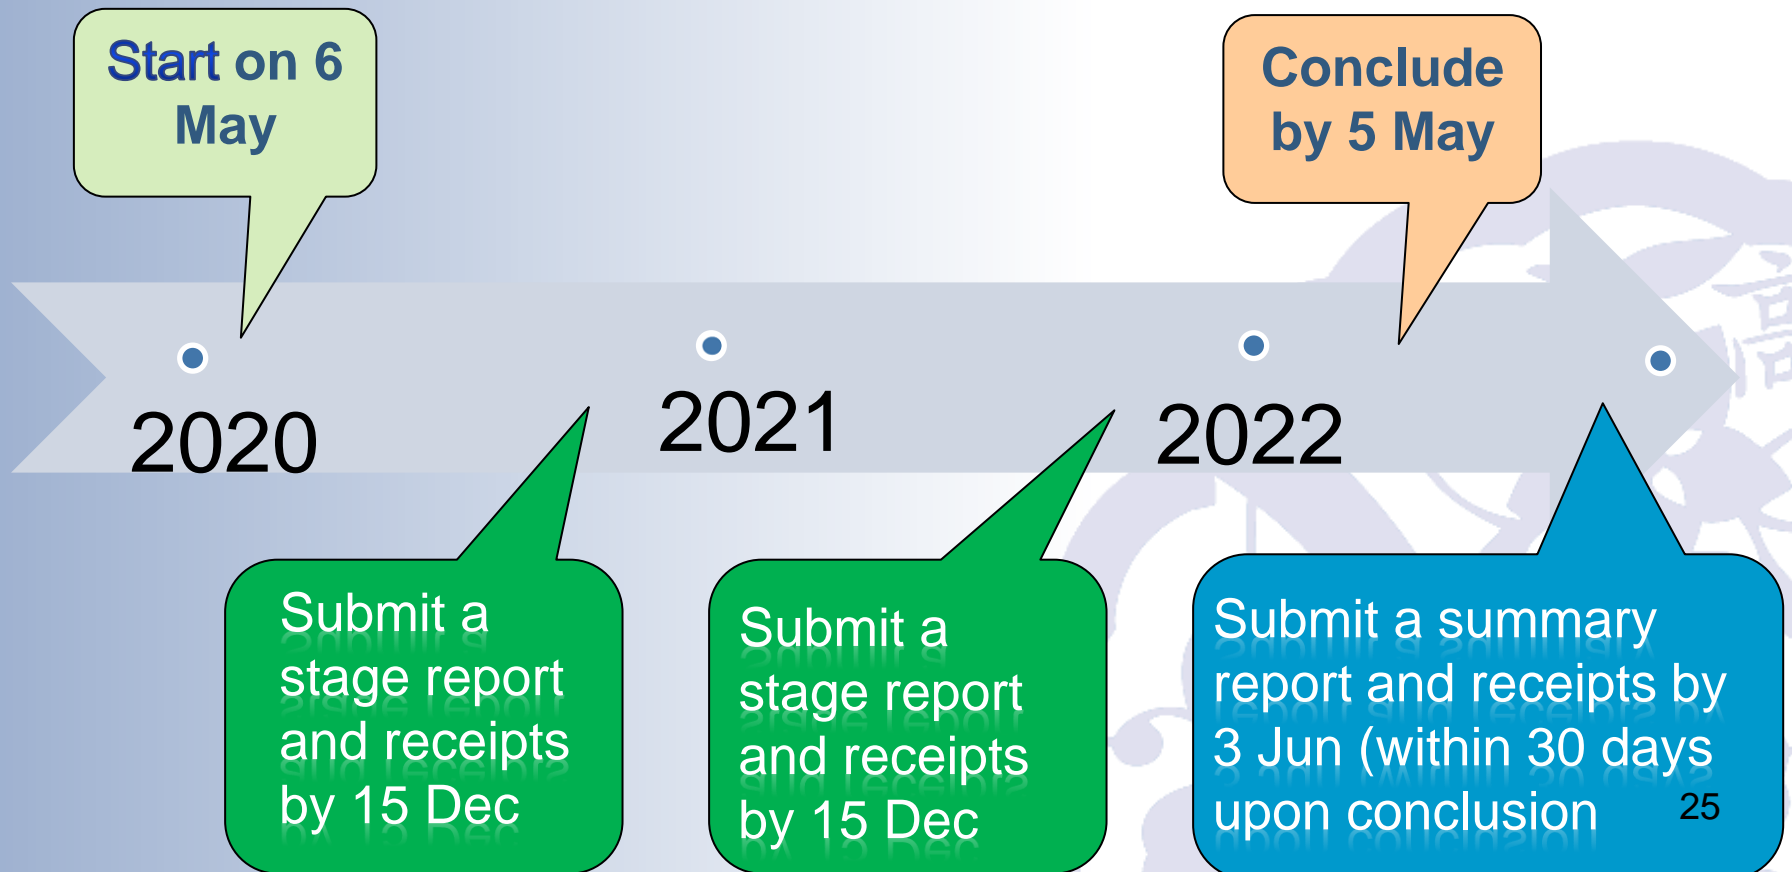 Start on 6
May
Conclude
by 5 May
高
2020
2021
2022
Submit a
stage report
and receipts
by 15 Dec
Submit a
stage report
and receipts
by 15 Dec
Submit a summary
report and receipts by
3 Jun (within 30 days
upon conclusion
25